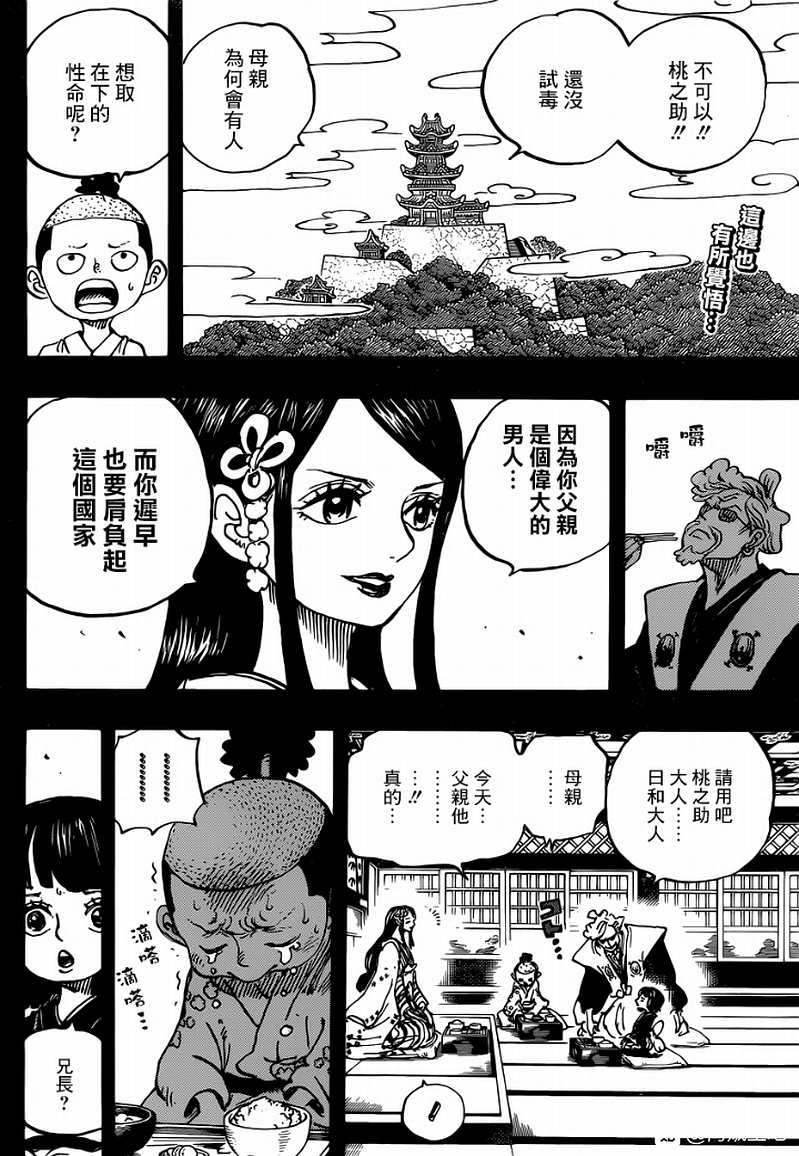 不可以!!
桃之助!!
還沒
試毒
這邊也
有所覺悟…
母親
為何會有人
想取
在下的
性命呢?
嚼
嚼
因為你父親
是個偉大的
男人…
而你遲早
也要肩負起
這個國家
請用吧
桃之助
大人……
日和大人
母親
……
今天…
父親他
………!!
真的…
コト…
!
………
………
滴嗒
滴嗒…
兄長?